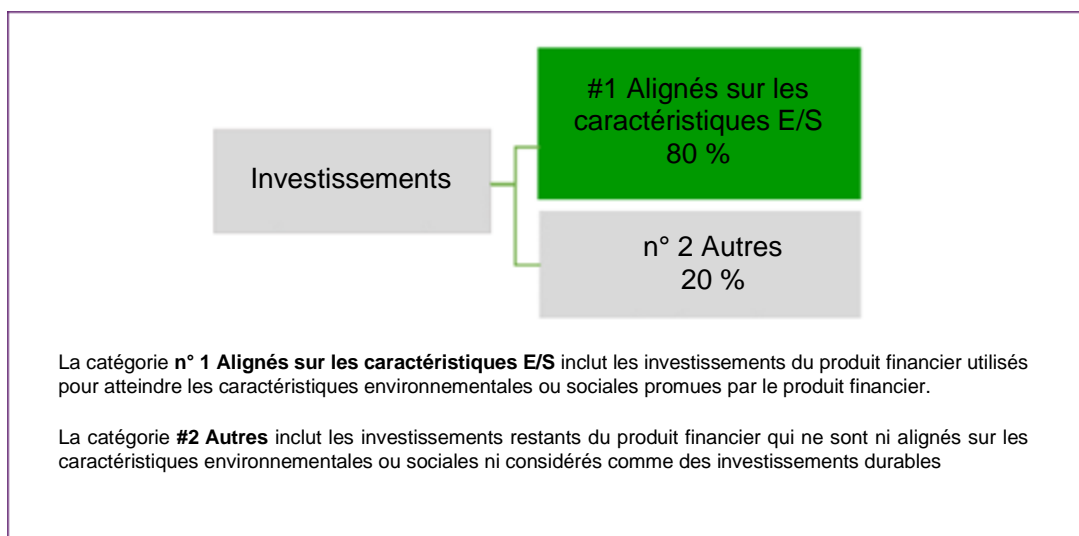 #1 Alignés sur les
caractéristiques E/S
80 %
Investissements
n° 2 Autres
20 %
La catégorie n° 1 Alignés sur les caractéristiques E/S inclut les investissements du produit financier utilisés
pour atteindre les caractéristiques environnementales ou sociales promues par le produit financier.
La catégorie #2 Autres inclut les investissements restants du produit financier qui ne sont ni alignés sur les
caractéristiques environnementales ou sociales ni considérés comme des investissements durables